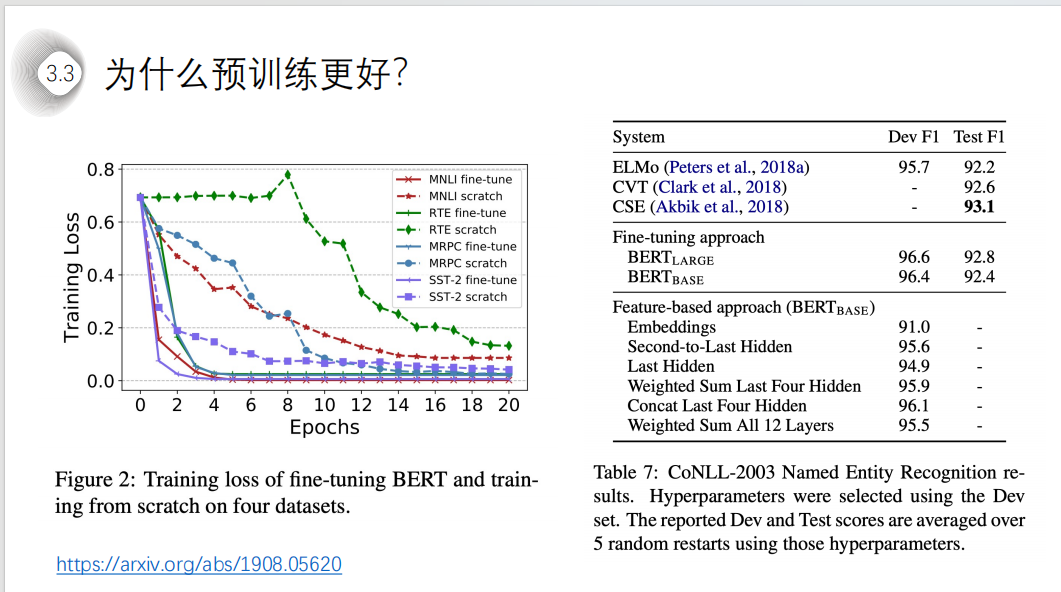 3.3
为什么预训练更好?
0.8
0.6
0.4
0.2
0.0
Training Loss
0 2 4 6 8 10 12 14 16 18 20
Epochs
MNLI fine-tune
MNLI scratch
RTE fine-tune
RTE scratch
MRPC fine-tune
MRPC scratch
SST-2 fine-tune
SST-2 scratch
Figure 2: Training loss of fine-tuning BERT and train-
ing from scratch on four datasets.
https://arxiv.org/abs/1908.05620
System Dev F1 Test F1
ELMo (Peters et al., 2018a) 95.7 92.2
CVT (Clark et al., 2018) - 92.6
CSE (Akbik et al., 2018) - 93.1
Fine-tuning approach
BERTLARGE 96.6 92.8
BERTBASE 96.4 92.4
Feature-based approach (BERTBASE)
Embeddings 91.0 -
Second-to-Last Hidden 95.6 -
Last Hidden 94.9 -
Weighted Sum Last Four Hidden 95.9 -
Concat Last Four Hidden 96.1 -
Weighted Sum All 12 Layers 95.5 -
Table 7: CoNLL-2003 Named Entity Recognition re-
sults. Hyperparameters were selected using the Dev
set. The reported Dev and Test scores are averaged over
5 random restarts using those hyperparameters.